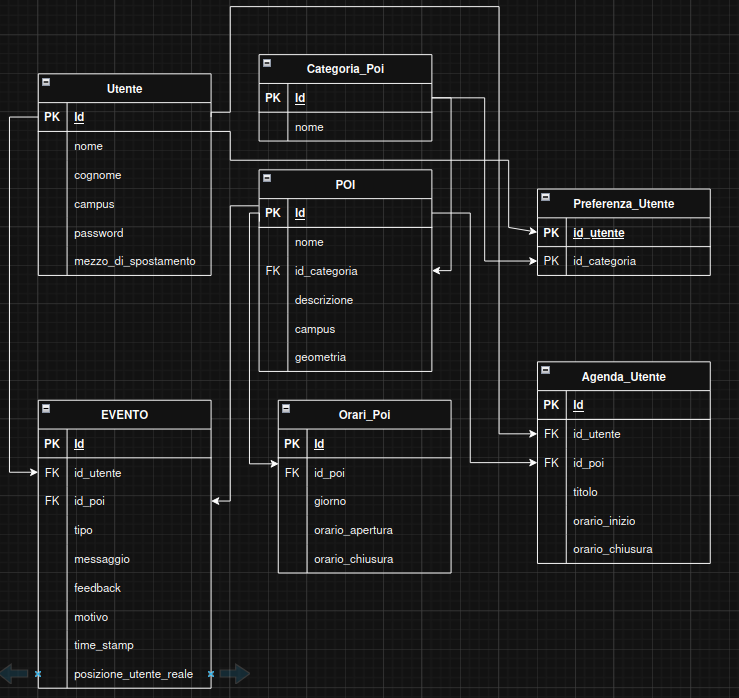 Utente
PK Id
nome
cognome
campus
password
mezzo_di_spostamento
Categoria_Poi
PK Id
nome
POI
PK Id
nome
FK id_categoria
descrizione
campus
geometria
Preferenza_Utente
PK id_utente
PK id_categoria
EVENTO
PK Id
FK id_utente
FK id_poi
tipo
messaggio
feedback
motivo
time_stamp
posizione_utente_reale
Orari_Poi
PK Id
FK id_poi
giorno
orario_apertura
orario_chiusura
Agenda_Utente
PK Id
FK id_utente
FK id_poi
titolo
orario_inizio
orario_chiusura